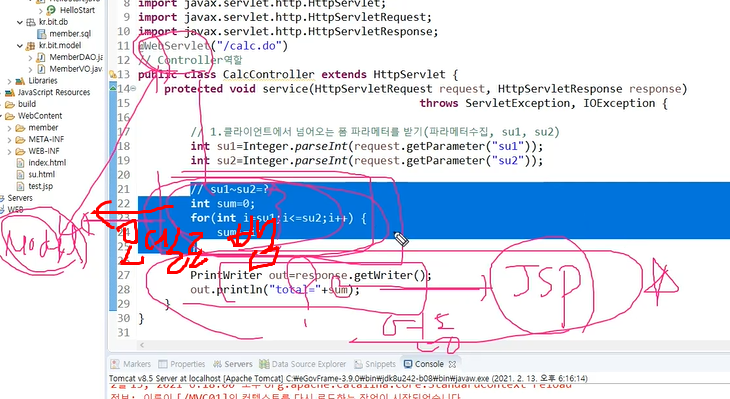 HelloStart
kr.bit.db
member.sql
kr.bit.model
MemberDAO.j
MemberVO.jav
Libraries
JavaScript Resources
build
WebContent
member
META-INF
WEB-INF
index.html
su.html
test.jsp
Servers
WEB
8 import javax.servlet.http.HttpServlet;
9 import javax.servlet.http.HttpServletRequest;
10 import javax.servlet.http.HttpServletResponse;
11 @WebServlet("/calc.do")
12 // Controller역할
13 public class CalcController extends HttpServlet {
14 protected void service(HttpServletRequest request, HttpServletResponse response)
15 throws ServletException, IOException {
16
17 // 1.클라이언트에서 넘어오는 폼 파라메터를 받기(파라메터수집, su1, su2)
18 int su1=Integer.parseInt(request.getParameter("su1"));
19 int su2=Integer.parseInt(request.getParameter("su2"));
20
21 // su1~su2=?
22 int sum=0;
23 for(int i=su1;i<=su2;i++) {
24 sum
25
27 PrintWriter out=response.getWriter();
28 out.println("total="+sum);
29 }
30 }
31
Model
JSP
Markers Properties Servers Data Source Explorer Snippets Console
Tomcat v8.5 Server at localhost [Apache Tomcat] C:₩eGovFrame-3.9.0₩bin₩jdk8u242-b08₩bin₩javaw.exe (2021. 2. 13. 오후 6:16:14)
2월 13, 2021 6:18:00 오후 org.apache.catalina.core.StandardContext reload
정보: 이름이 [/MVC01]인 컨텍스트를 다시 로드하는 작업이 시작되었습니다